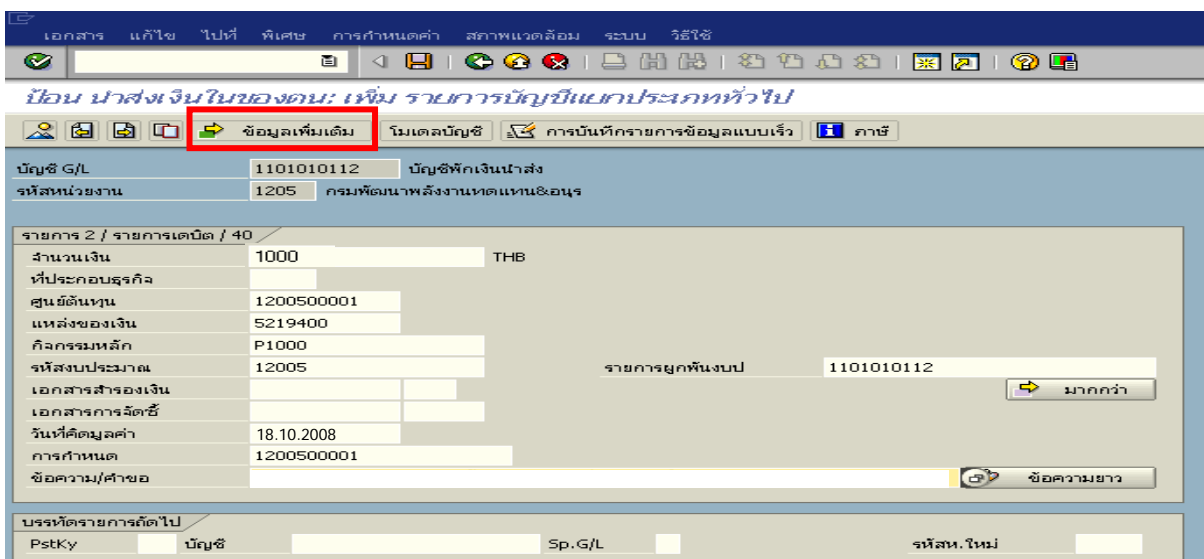 เอกสาร แก้ไข ไปที่ พิเศษ การกำหนดค่า สภาพแวดล้อม ระบบ วิธีใช้
ป้อน นำส่งเงินในของตน: เพิ่ม รายการบัญชีแยกประเภททั่วไป
ข้อมูลเพิ่มเติม โมเดลบัญชี การบันทึกรายการข้อมูลแบบเร็ว ภาษี
บัญชี G/L 1101010112 บัญชีพักเงินนำส่ง
รหัสหน่วยงาน 1205 กรมพัฒนาพลังงานทดแทน&อนุร
รายการ 2 / รายการเดบิต / 40
จำนวนเงิน 1000 THB
ที่ประกอบธุรกิจ
ศูนย์ต้นทุน 1200500001
แหล่งของเงิน 5219400
กิจกรรมหลัก P1000
รหัสงบประมาณ 12005 รายการผูกพันงบป 1101010112
เอกสารสำรองเงิน มากกว่า
เอกสารการจัดซื้
วันที่คิดมูลค่า 18.10.2008
การกำหนด 1200500001
ข้อความ/คำขอ ข้อความยาว
บรรทัดรายการถัดไป
PstKy บัญชี Sp.G/L รหัสห.ใหม่